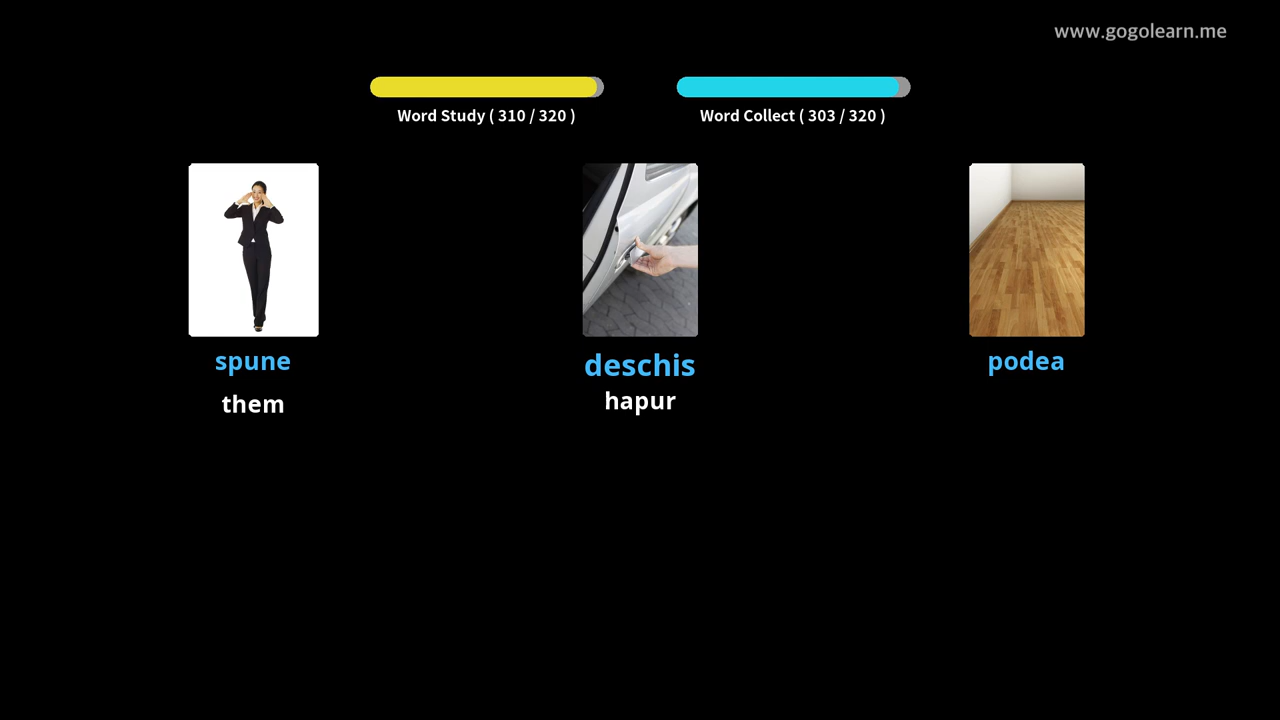 www.gogolearn.me
Word Study ( 310 / 320 )
Word Collect ( 303 / 320 )
spune
deschis
podea
them
hapur